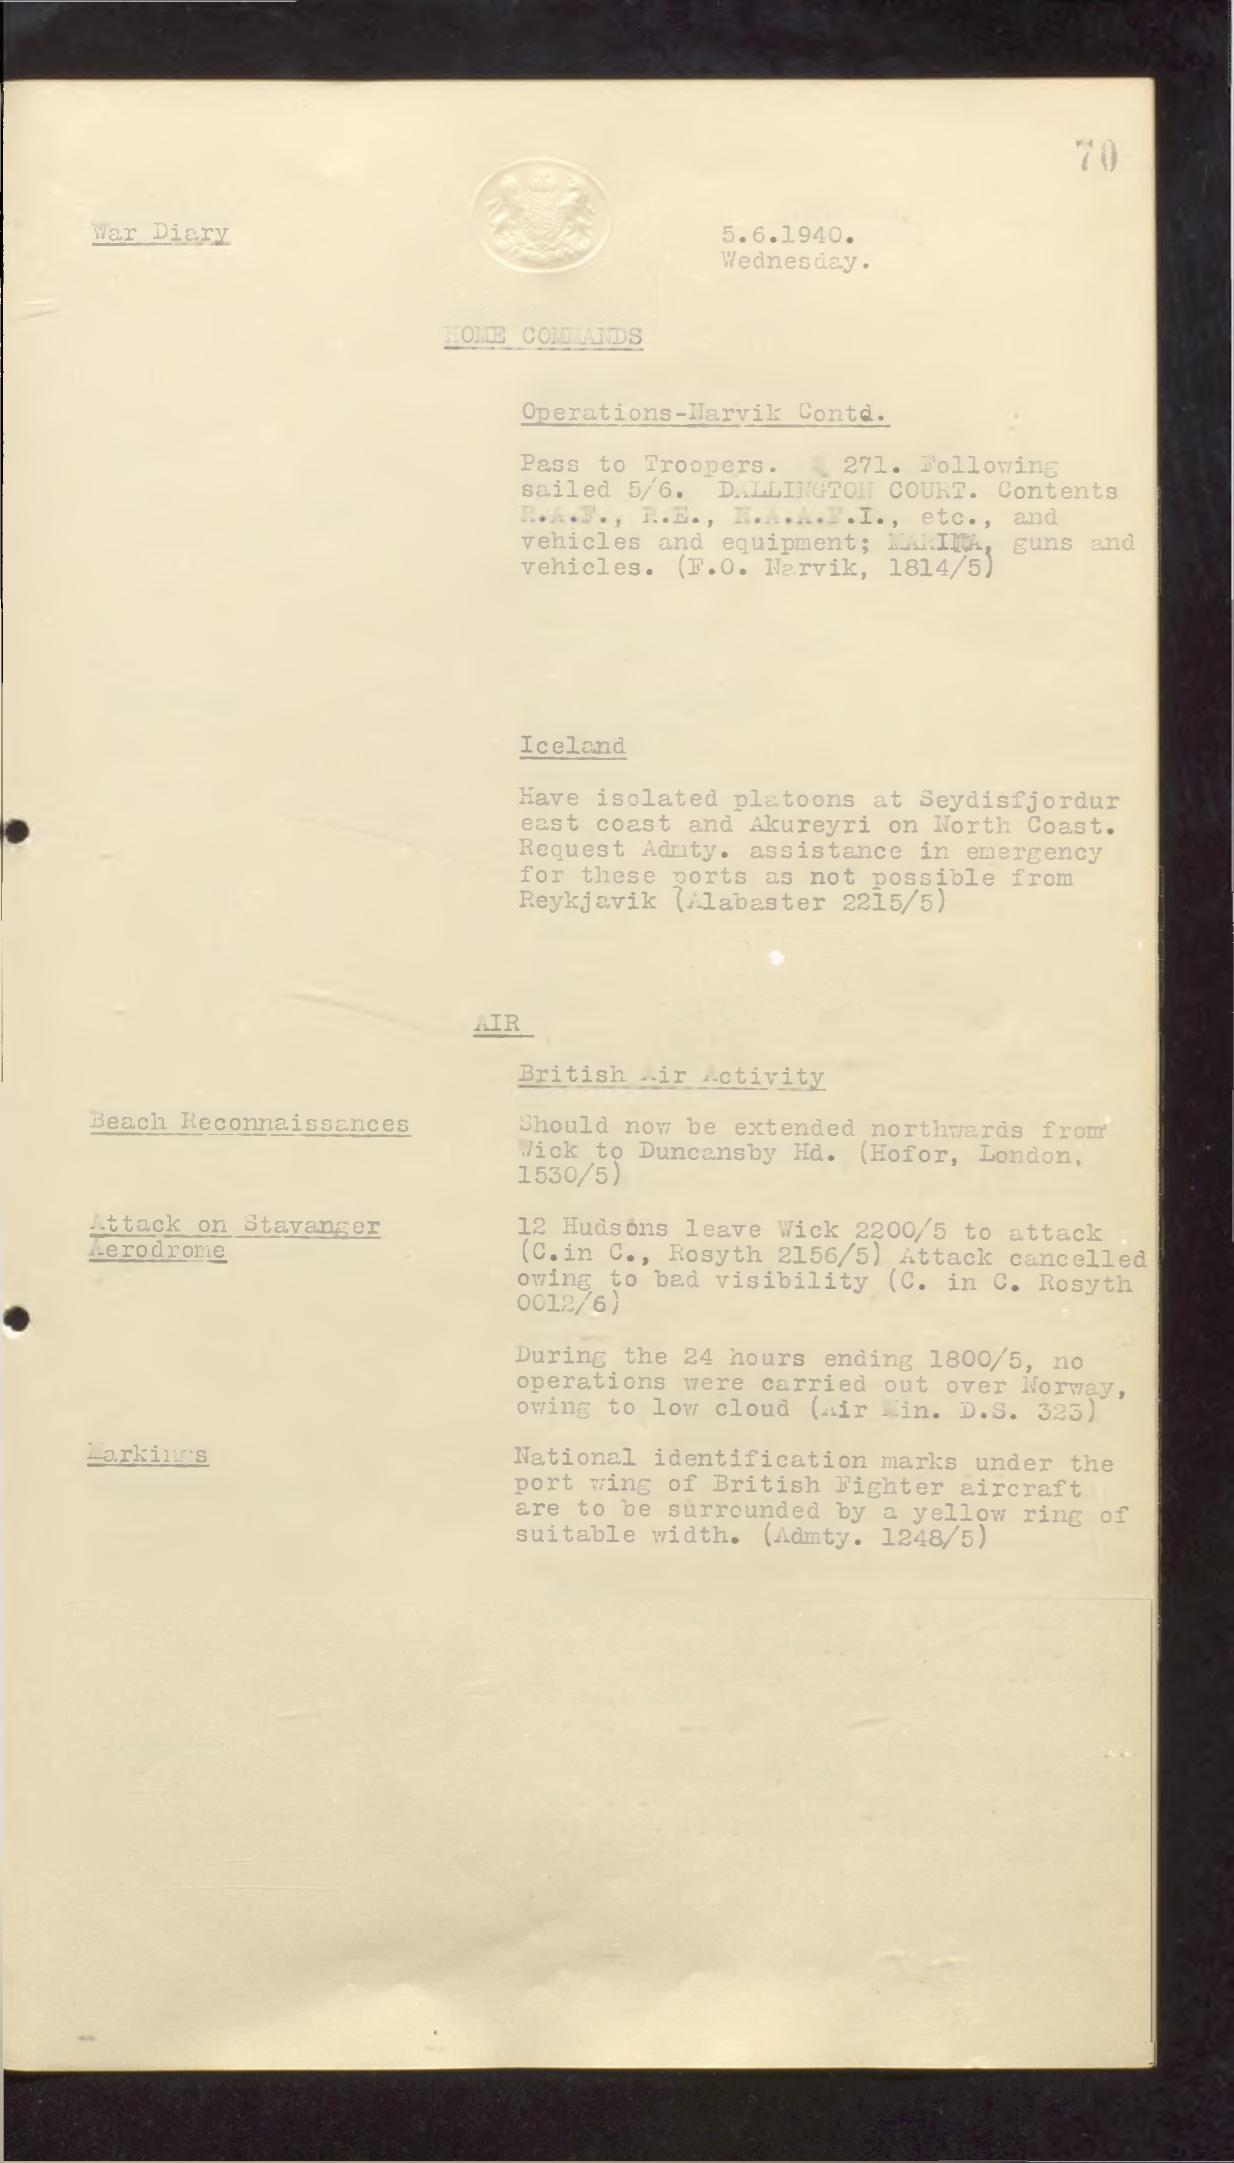 70
War Diary
5.6.1940.
Wednesday.
HOME COMMANDS
Operations-Narvik Contd.
Pass to Troopers. 271. Following
sailed 5/6. DALLINGTON COURT. Contents
R.A.F., R.E., N.A.A.F.I., etc., and
vehicles and equipment; MARINA, guns and
vehicles. (F.O. Narvik, 1814/5)
Iceland
Have isolated platoons at Seydisfjordur
east coast and Akureyri on North Coast.
Request Admty. assistance in emergency
for these ports as not possible from
Reykjavik (Alabaster 2215/5)
AIR
British Air Activity
Beach Reconnaissances
Should now be extended northwards from
Wick to Duncansby Hd. (Hofor, London,
1530/5)
Attack on Stavanger
Aerodrome
12 Hudsons leave Wick 2200/5 to attack
(C.in C., Rosyth 2156/5) Attack cancelled
owing to bad visibility (C. in C. Rosyth
0012/6)
During the 24 hours ending 1800/5, no
operations were carried out over Norway,
owing to low cloud (Air Min. D.S. 323)
Markings
National identification marks under the
port wing of British Fighter aircraft
are to be surrounded by a yellow ring of
suitable width. (Admty. 1248/5)